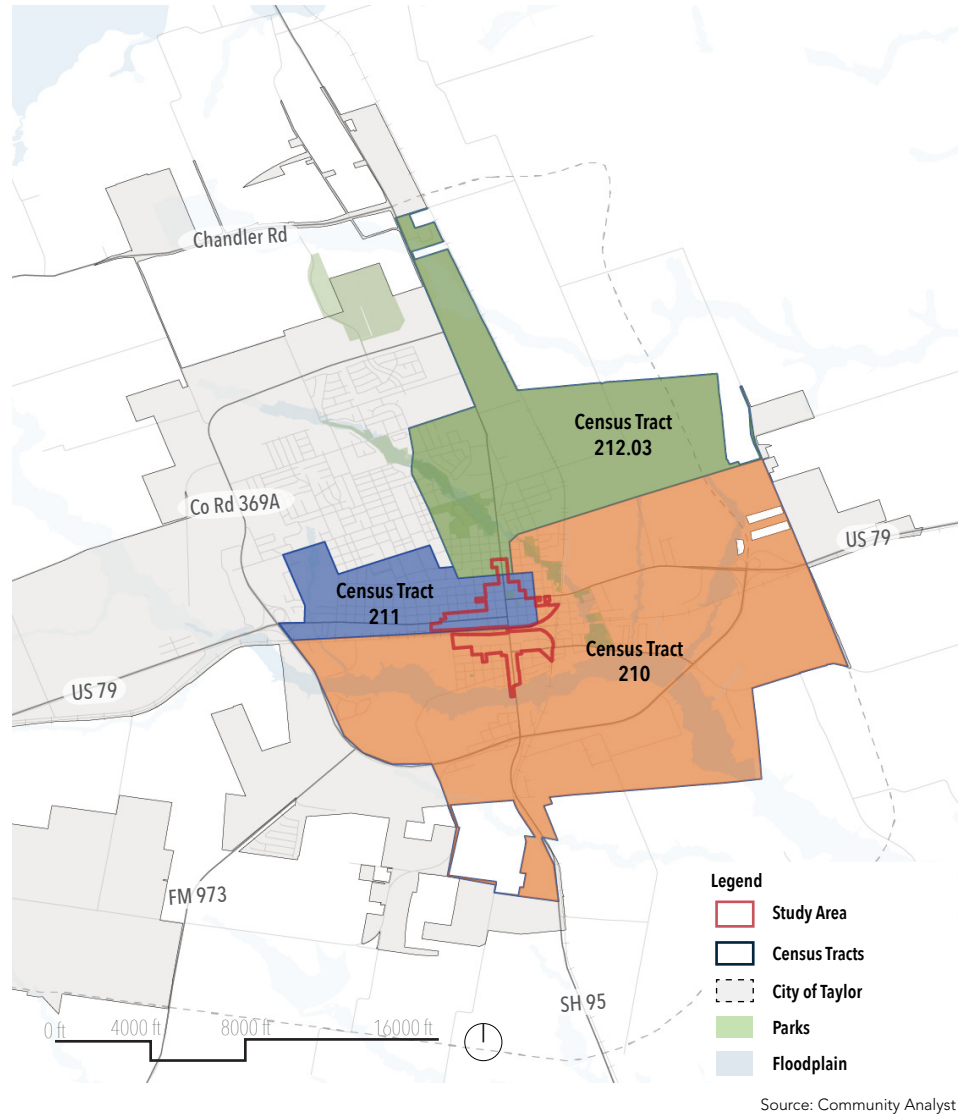 Chandler Rd
Census Tract
212.03
Co Rd 369A
US 79
Census Tract
211
Census Tract
210
US 79
FM 973
SH 95
0 ft 4000 ft 8000 ft 16000 ft
Legend
Study Area
Census Tracts
City of Taylor
Parks
Floodplain
Source: Community Analyst